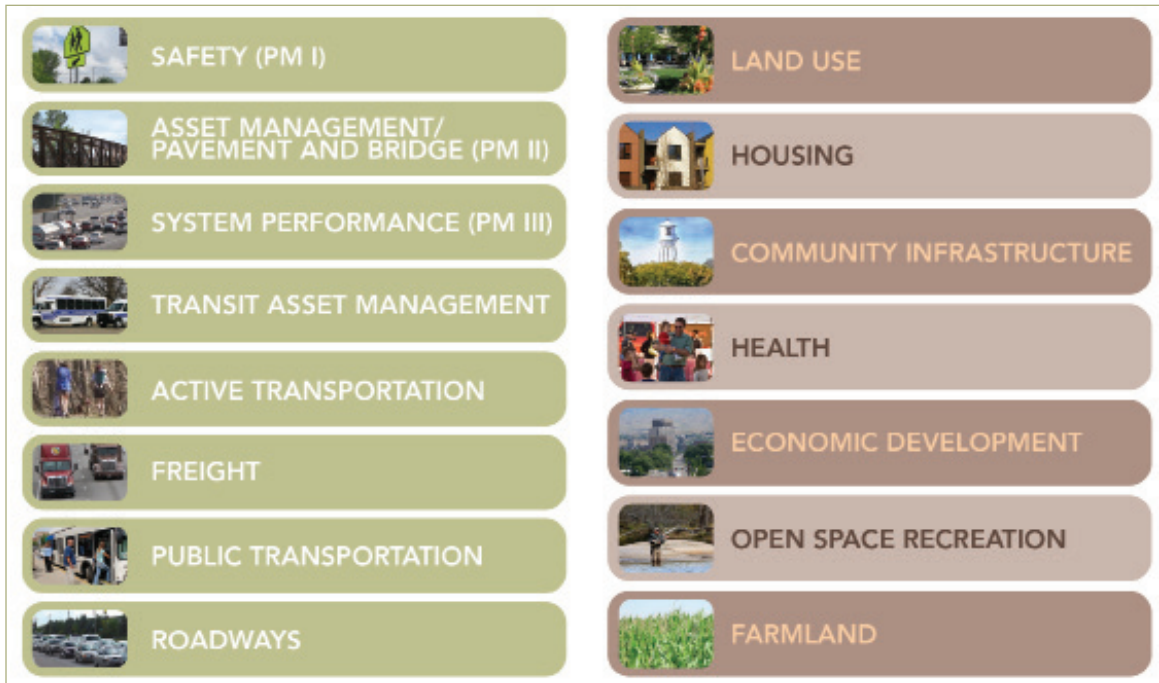 SAFETY (PM I)
ASSET MANAGEMENT/
PAVEMENT AND BRIDGE (PM II)
SYSTEM PERFORMANCE (PM III)
TRANSIT ASSET MANAGEMENT
ACTIVE TRANSPORTATION
FREIGHT
PUBLIC TRANSPORTATION
ROADWAYS
LAND USE
HOUSING
COMMUNITY INFRASTRUCTURE
HEALTH
ECONOMIC DEVELOPMENT
OPEN SPACE RECREATION
FARMLAND